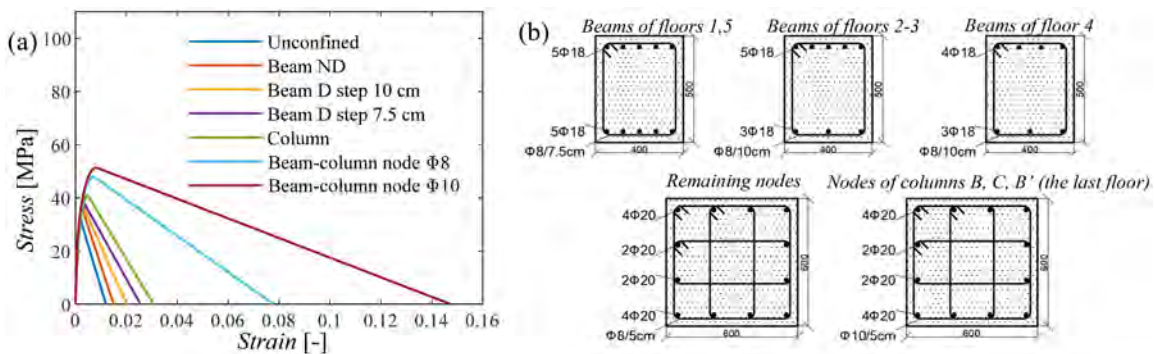 (a)
100
80
60
40
20
0
Stress [MPa]
0
0.02
0.04
0.06
0.08
0.1
0.12
0.14
0.16
Strain [-]
Unconfined
Beam ND
Beam D step 10 cm
Beam D step 7.5 cm
Column
Beam-column node Φ8
Beam-column node Φ10
(b)
Beams of floors 1,5
5Φ18
5Φ18
Φ8/7.5cm
400
500
Beams of floors 2-3
5Φ18
3Φ18
Φ8/10cm
400
500
Beams of floor 4
4Φ18
3Φ18
Φ8/10cm
400
500
Remaining nodes
4Φ20
2Φ20
2Φ20
4Φ20
Φ8/5cm
600
600
Nodes of columns B, C, B' (the last floor)
4Φ20
2Φ20
2Φ20
4Φ20
Φ10/5cm
600
600